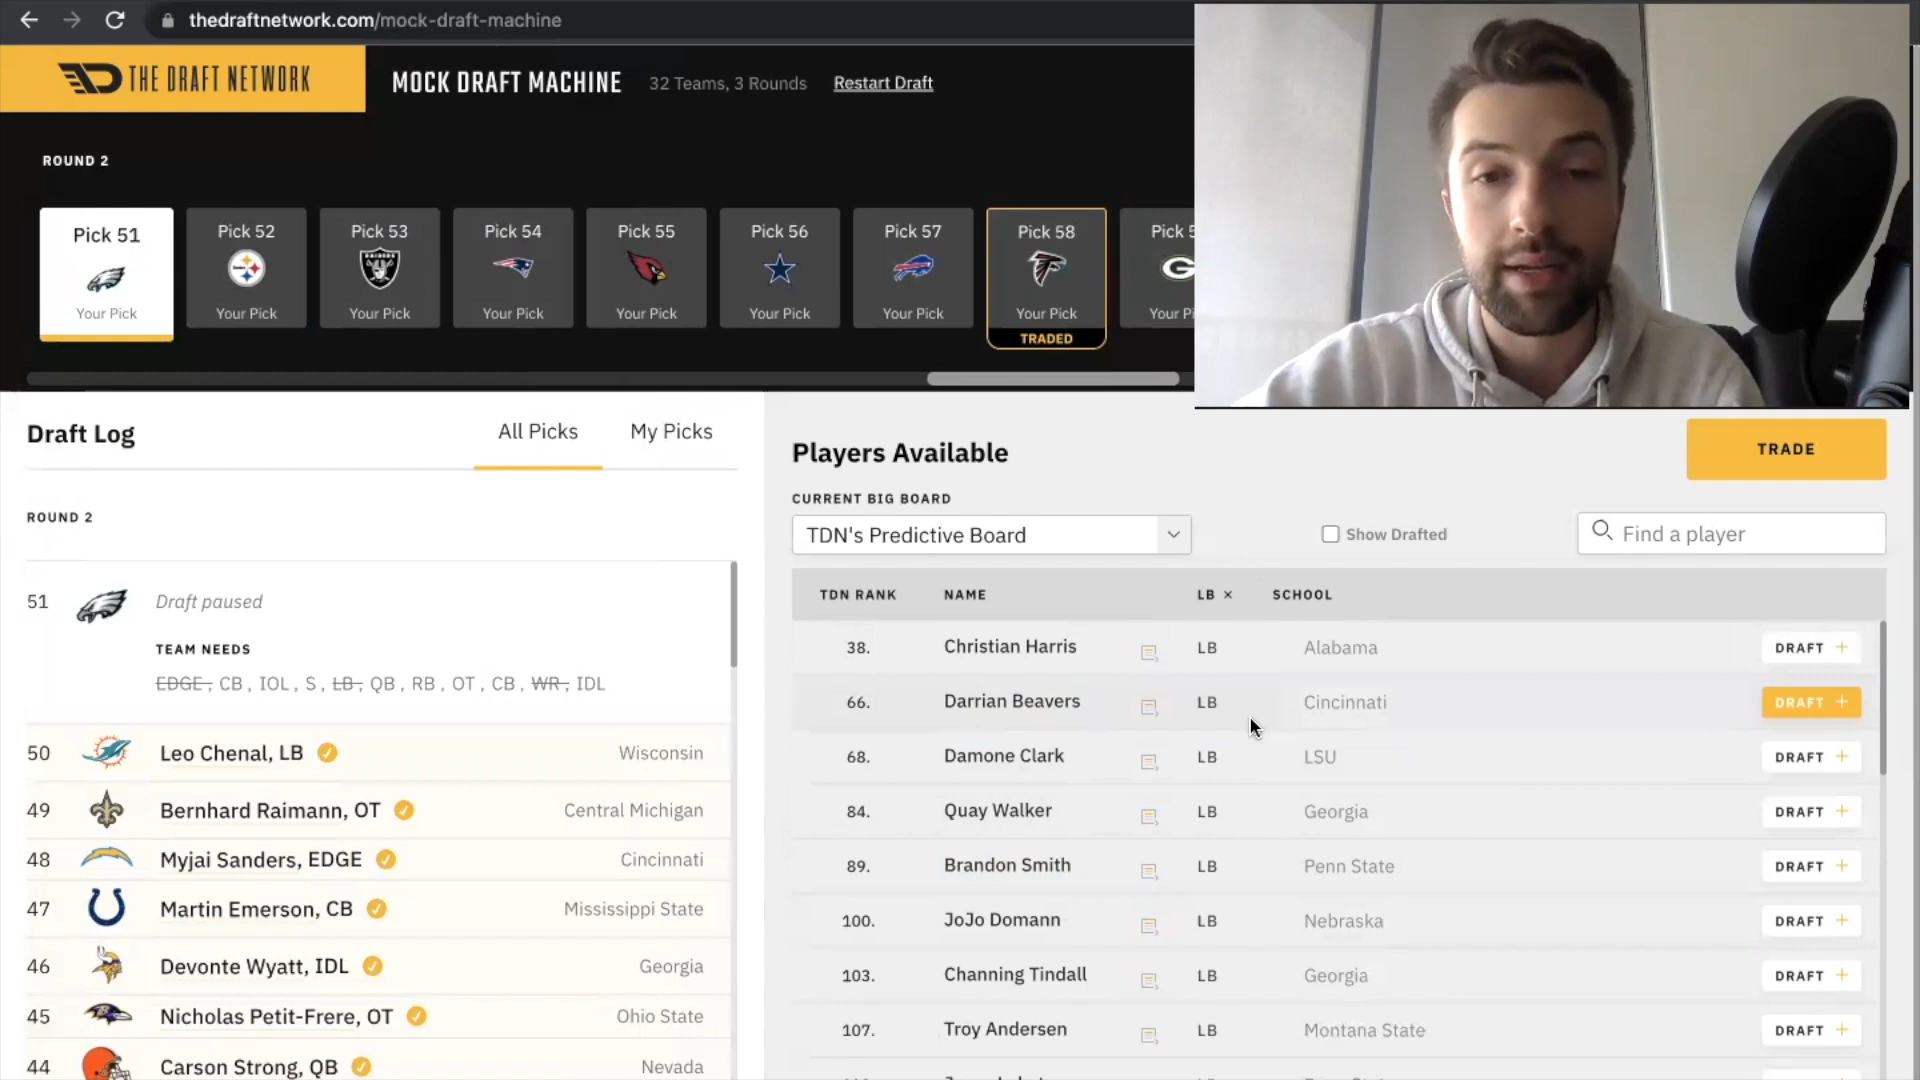 thedraftnetwork.com/mock-draft-machine
THE DRAFT NETWORK
MOCK DRAFT MACHINE
32 Teams, 3 Rounds
Restart Draft
ROUND 2
Pick 51
Your Pick
Pick 52
Your Pick
Pick 53
RAIDERS
Your Pick
Pick 54
Your Pick
Pick 55
Your Pick
Pick 56
Your Pick
Pick 57
Your Pick
Pick 58
Your Pick
TRADED
Pick 5
G
Your Pi
Draft Log
All Picks
My Picks
ROUND 2
51
Draft paused
TEAM NEEDS
EDGE, CB, IOL, S, LB, QB, RB, OT, CB, WR, IDL
50 Leo Chenal, LB Wisconsin
49 Bernhard Raimann, OT Central Michigan
48 Myjai Sanders, EDGE Cincinnati
47 Martin Emerson, CB Mississippi State
46 Devonte Wyatt, IDL Georgia
45 Nicholas Petit-Frere, OT Ohio State
44 Carson Strong, QB Nevada
Players Available
TRADE
CURRENT BIG BOARD
TDN's Predictive Board
Show Drafted
Find a player
TDN RANK NAME LB × SCHOOL
38. Christian Harris LB Alabama DRAFT +
66. Darrian Beavers LB Cincinnati DRAFT +
68. Damone Clark LB LSU DRAFT +
84. Quay Walker LB Georgia DRAFT +
89. Brandon Smith LB Penn State DRAFT +
100. JoJo Domann LB Nebraska DRAFT +
103. Channing Tindall LB Georgia DRAFT +
107. Troy Andersen LB Montana State DRAFT +